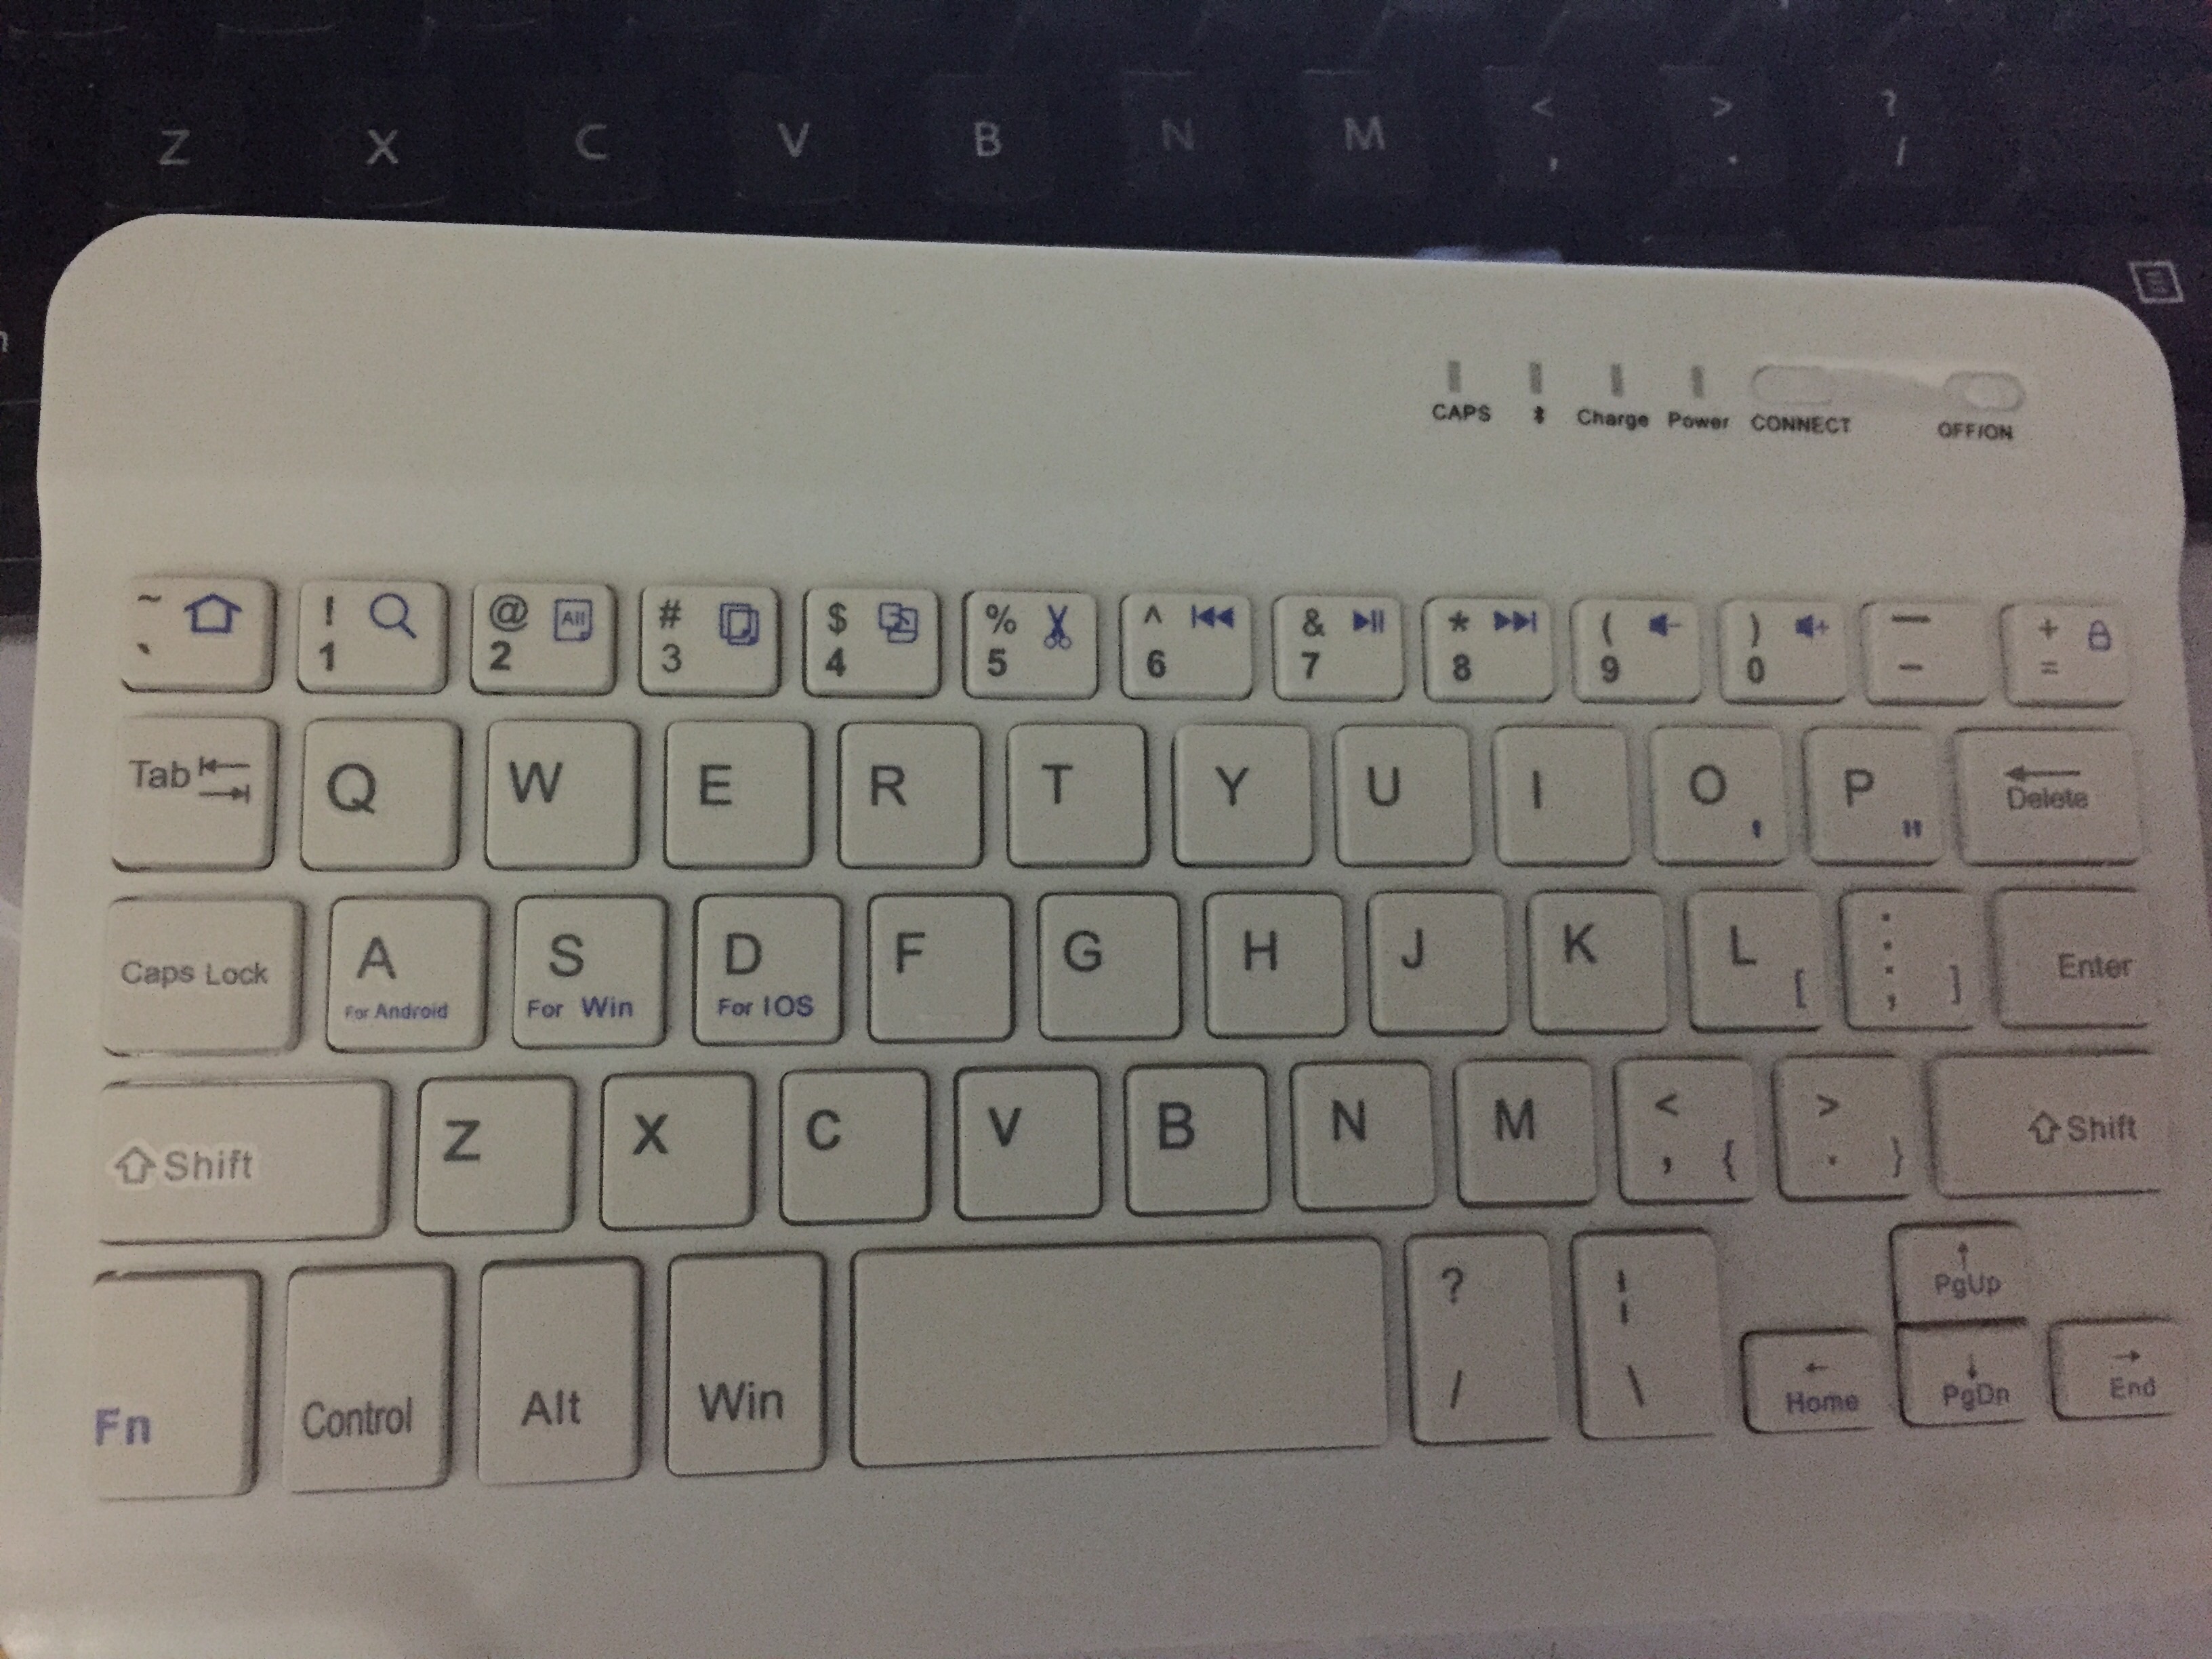 Z X C V B N M < > ?
, . /
CAPS Charge Power CONNECT OFF/ON
~ ! @ All # $ % ^ & * ( ) — +
` 1 2 3 4 5 6 7 8 9 0 - =
Tab Q W E R T Y U I O ' P " Delete
Caps Lock A S D F G H J K L [ : ; ] Enter
For Android For Win For IOS
Shift Z X C V B N M < , { > . } Shift
? ¦ PgUp
Fn Control Alt Win / \ Home PgDn End